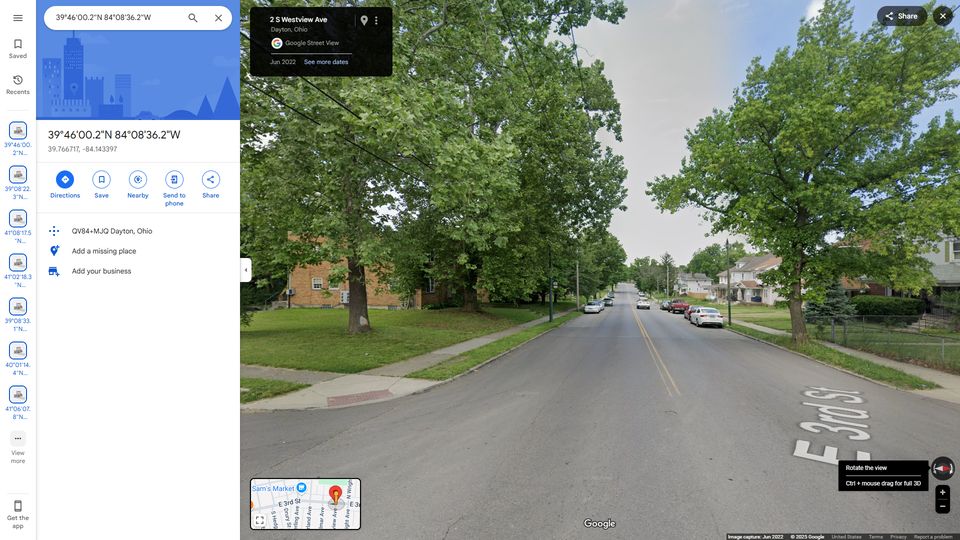 39°46'00.2"N 84°08'36.2"W
Saved
Recents
39°46'00.
2"N...
39°08'22.
3"N...
41°08'17.5
"N...
41°02'18.3
"N...
39°08'33.
1"N...
40°01'14.
4"N...
41°06'07.
8"N...
View
more
Get the
app
39°46'00.2"N 84°08'36.2"W
39.766717, -84.143397
Directions
Save
Nearby
Send to
phone
Share
QV84+MJQ Dayton, Ohio
Add a missing place
Add your business
2 S Westview Ave
Dayton, Ohio
Google Street View
Jun 2022 See more dates
Share
E 3rd St
Rotate the view
Ctrl + mouse drag for full 3D
Sam's Market
E 3rd St
Google
Image capture: Jun 2022 © 2025 Google United States Terms Privacy Report a problem